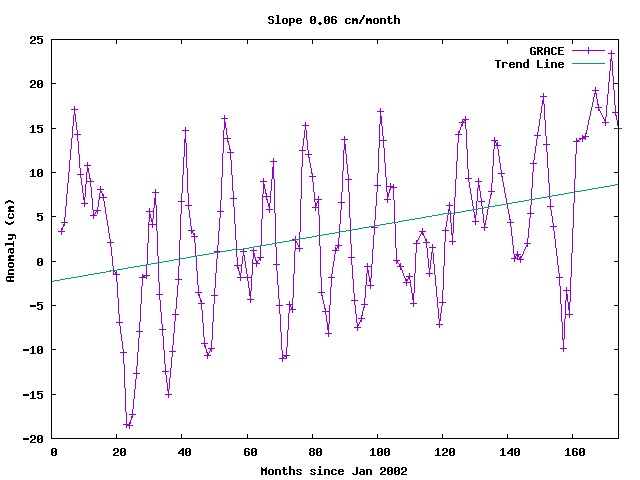 Slope 0.06 cm/month
GRACE
Trend Line
25
20
15
10
5
0
-5
-10
-15
-20
Anomaly (cm)
0 20 40 60 80 100 120 140 160
Months since Jan 2002